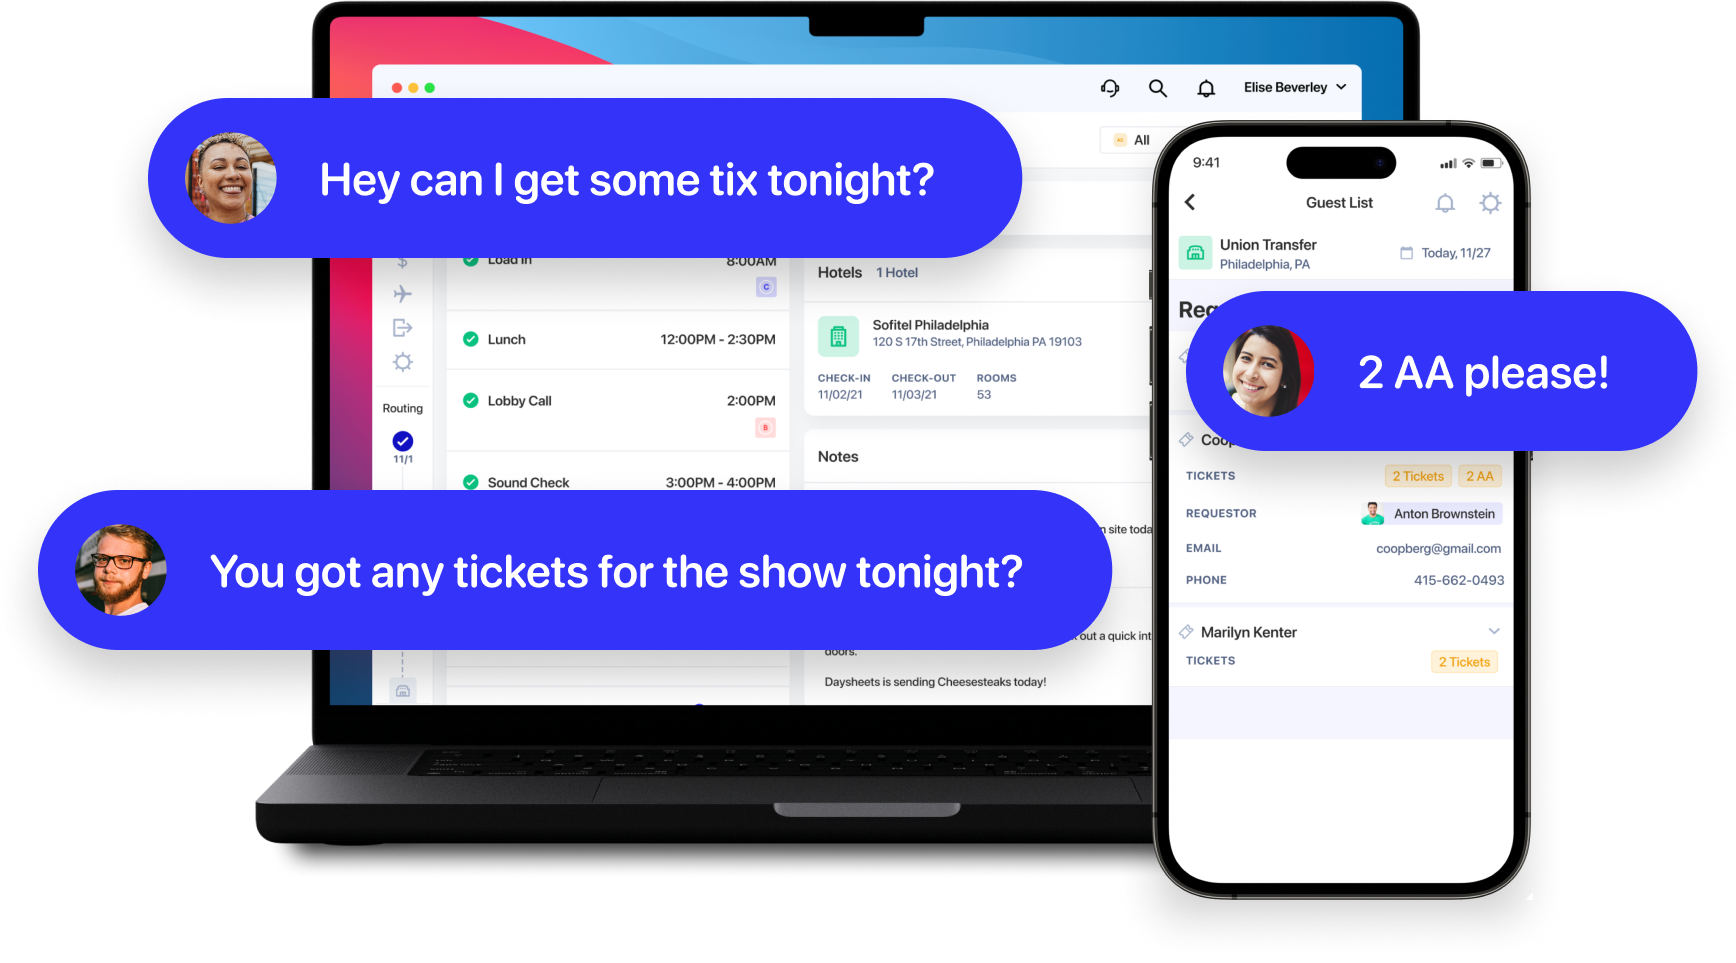 Elise Beverley
All
Hey can I get some tix tonight?
$
Load In
8:00AM
C
Lunch
12:00PM - 2:30PM
Lobby Call
2:00PM
B
Sound Check
3:00PM - 4:00PM
Routing
11/1
Hotels 1 Hotel
Sofitel Philadelphia
120 S 17th Street, Philadelphia PA 19103
CHECK-IN CHECK-OUT ROOMS
11/02/21 11/03/21 53
Notes
site toda
You got any tickets for the show tonight?
out a quick int
doors.
Daysheets is sending Cheesesteaks today!
9:41
Guest List
Union Transfer
Philadelphia, PA
Today, 11/27
Req
2 AA please!
Coop
TICKETS
2 Tickets 2 AA
REQUESTOR
Anton Brownstein
EMAIL
coopberg@gmail.com
PHONE
415-662-0493
Marilyn Kenter
TICKETS
2 Tickets